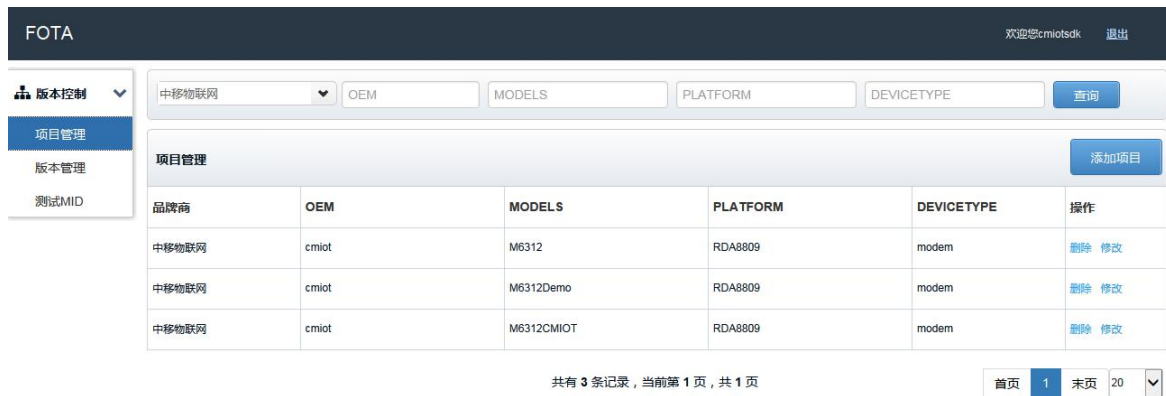 FOTA 欢迎您cmiotsdk 退出
版本控制
项目管理
版本管理
测试MID
中移物联网 OEM MODELS PLATFORM DEVICETYPE 查询
项目管理 添加项目
品牌商 OEM MODELS PLATFORM DEVICETYPE 操作
中移物联网 cmiot M6312 RDA8809 modem 删除 修改
中移物联网 cmiot M6312Demo RDA8809 modem 删除 修改
中移物联网 cmiot M6312CMIOT RDA8809 modem 删除 修改
共有 3 条记录，当前第 1 页，共 1 页 首页 1 末页 20